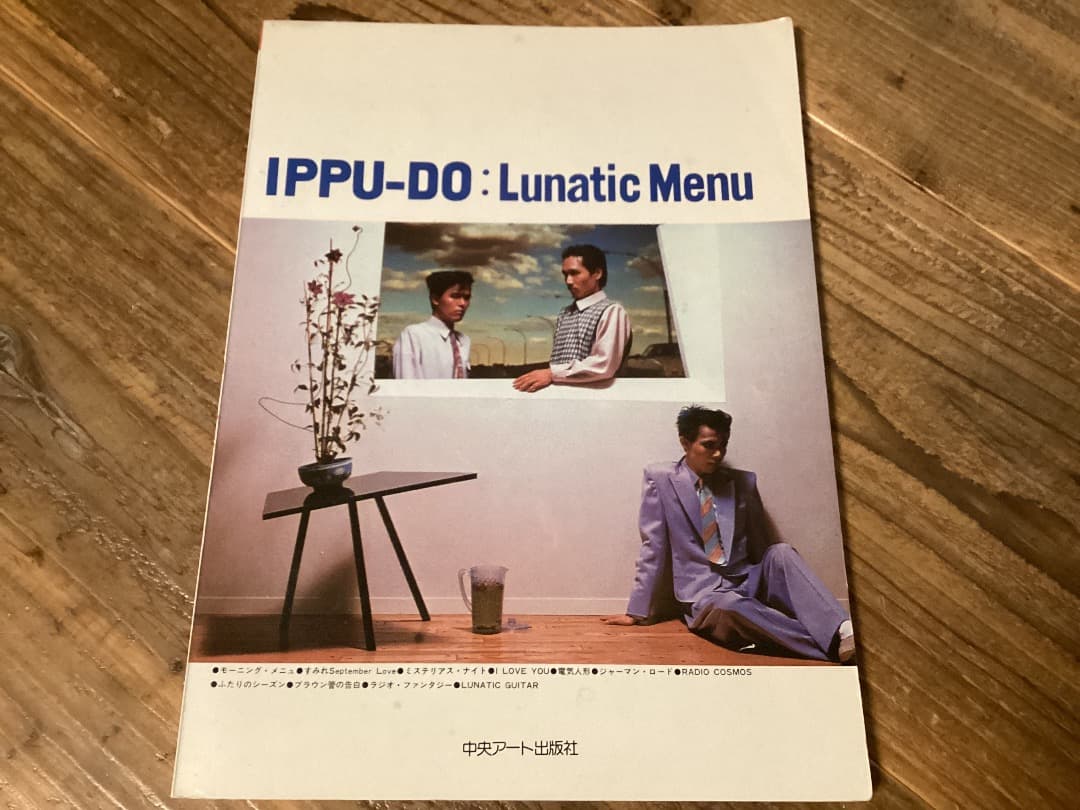 IPPU-DO : Lunatic Menu
●モーニング・メニュ●すみれSeptember Love●ミステリアス・ナイト●I LOVE YOU●電気人形●ジャーマン・ロード●RADIO COSMOS
●ふたりのシーズン●ブラウン管の告白●ラジオ・ファンタジー●LUNATIC GUITAR
中央アート出版社